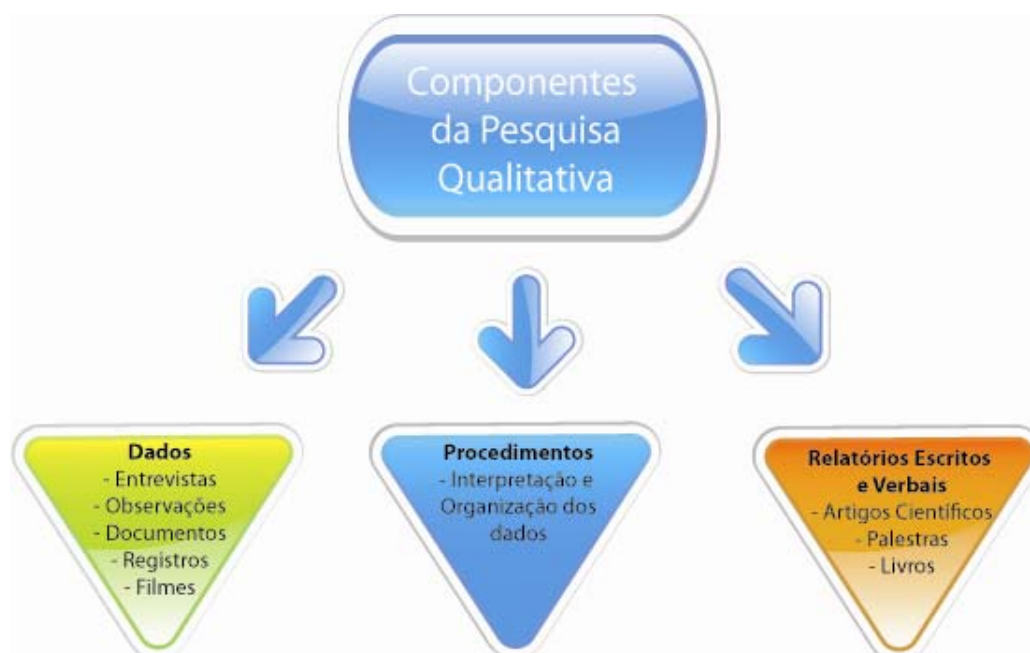 Componentes
da Pesquisa
Qualitativa
Dados
- Entrevistas
- Observações
- Documentos
- Registros
- Filmes
Procedimentos
- Interpretação e
Organização dos
dados
Relatórios Escritos
e Verbais
- Artigos Científicos
- Palestras
- Livros